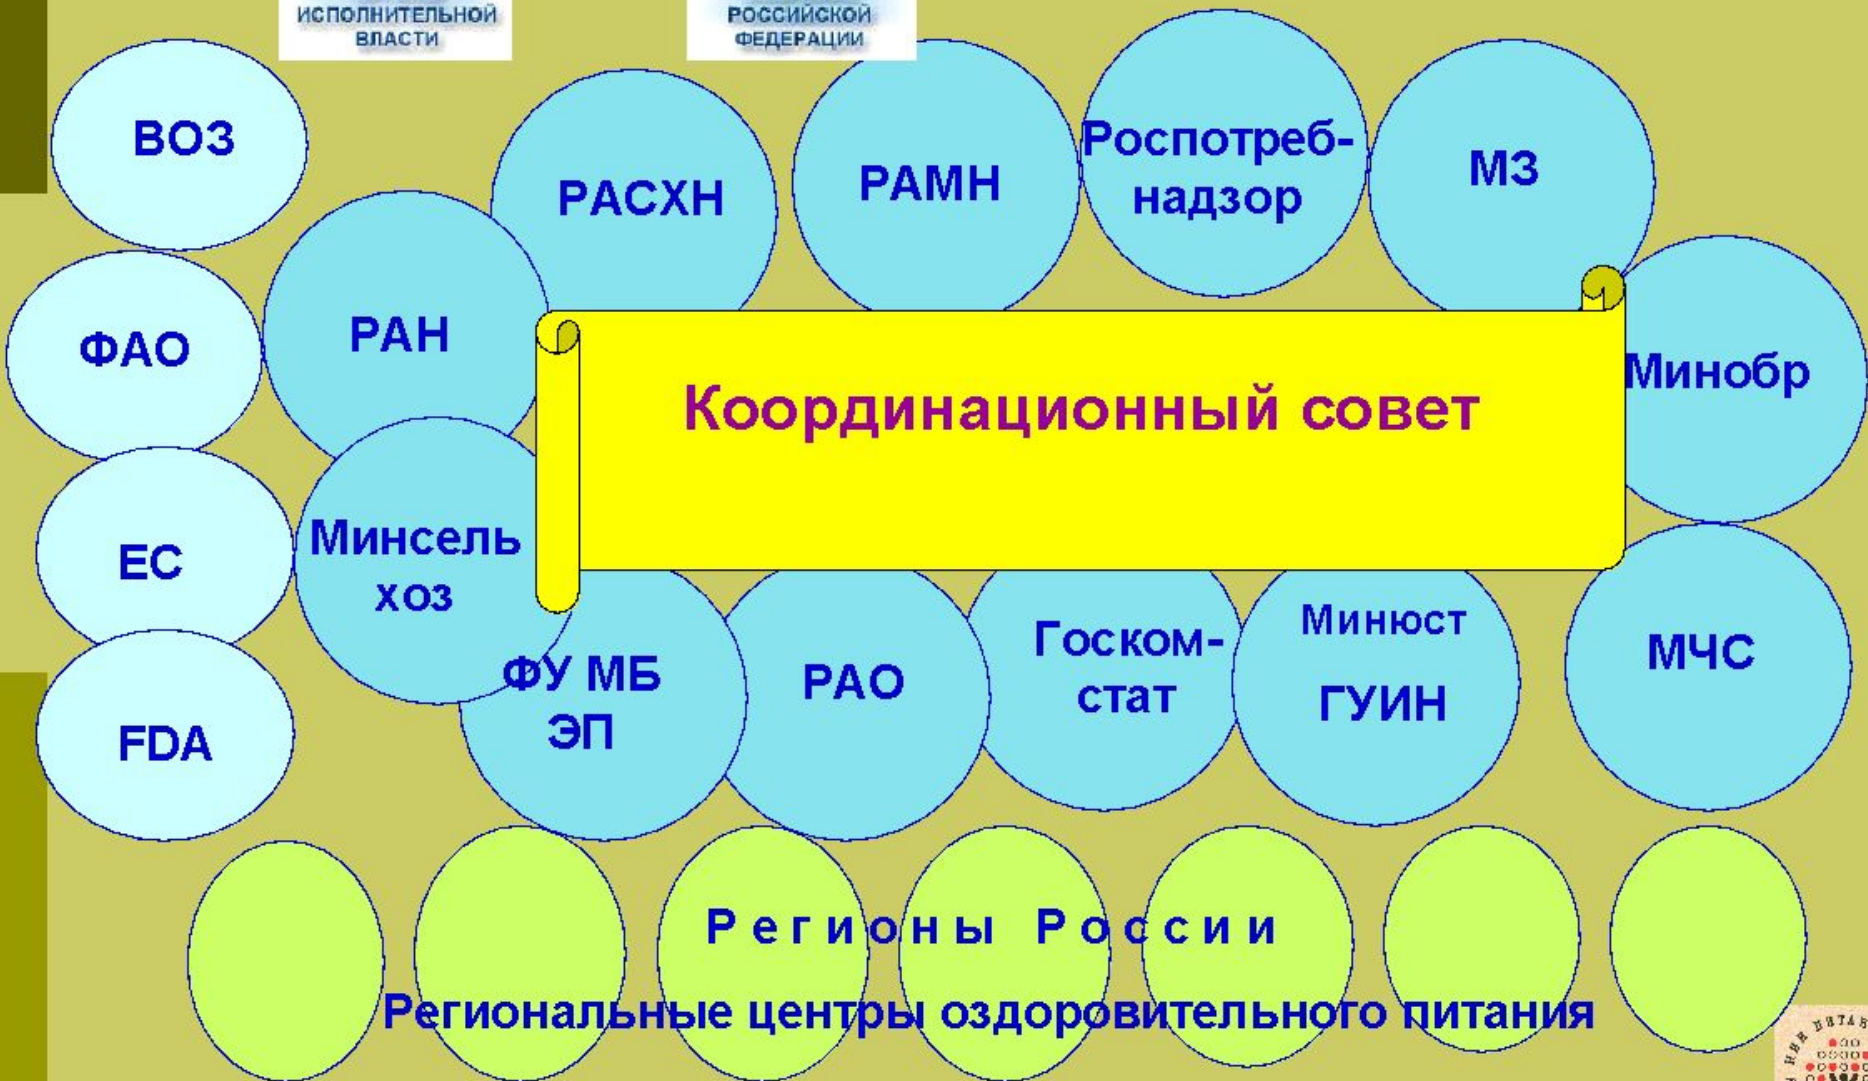 ИСПОЛНИТЕЛЬНОЙ
ВЛАСТИ
РОССИЙСКОЙ
ФЕДЕРАЦИИ
ВОЗ
РАСХН
РАМН
Роспотреб-
надзор
МЗ
ФАО
РАН
Координационный совет
Минобр
ЕС
Минсель
хоз
FDA
ФУ МБ
ЭП
РАО
Госком-
стат
Минюст
ГУИН
МЧС
Регионы России
Региональные центры оздоровительного питания